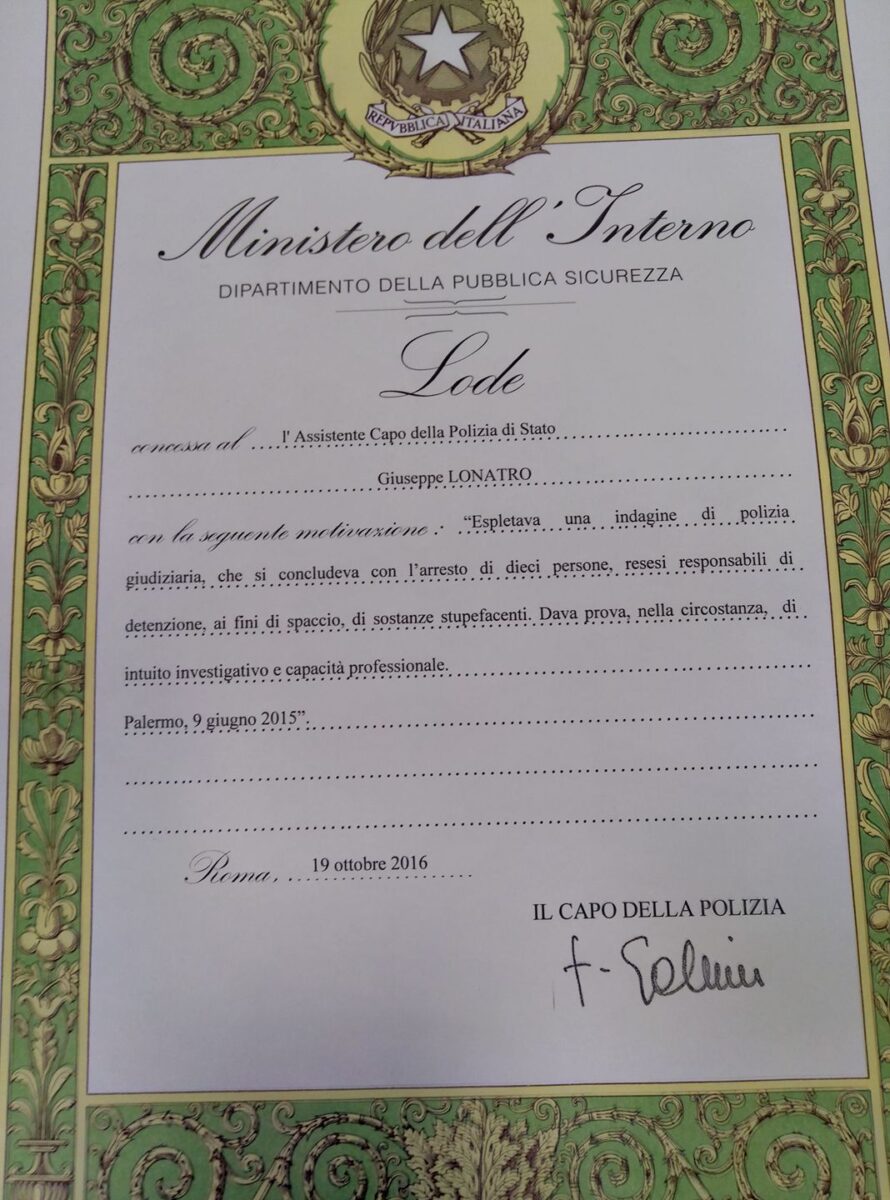 REPVBBLICA ITALIANA
Ministero dell'Interno
DIPARTIMENTO DELLA PUBBLICA SICUREZZA
Lode
concessa al l' Assistente Capo della Polizia di Stato
Giuseppe LONATRO
con la seguente motivazione: “Espletava una indagine di polizia
giudiziaria, che si concludeva con l’arresto di dieci persone, resesi responsabili di
detenzione, ai fini di spaccio, di sostanze stupefacenti. Dava prova, nella circostanza, di
intuito investigativo e capacità professionale.
Palermo, 9 giugno 2015”.
Roma, 19 ottobre 2016
IL CAPO DELLA POLIZIA